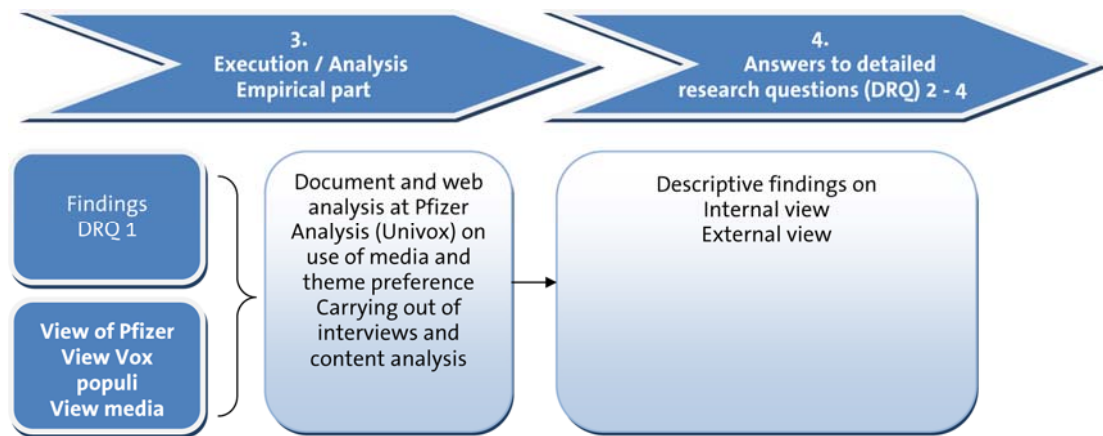 3.
Execution / Analysis
Empirical part
4.
Answers to detailed
research questions (DRQ) 2 - 4
Findings
DRQ 1
View of Pfizer
View Vox
populi
View media
Document and web
analysis at Pfizer
Analysis (Univox) on
use of media and
theme preference
Carrying out of
interviews and
content analysis
Descriptive findings on
Internal view
External view